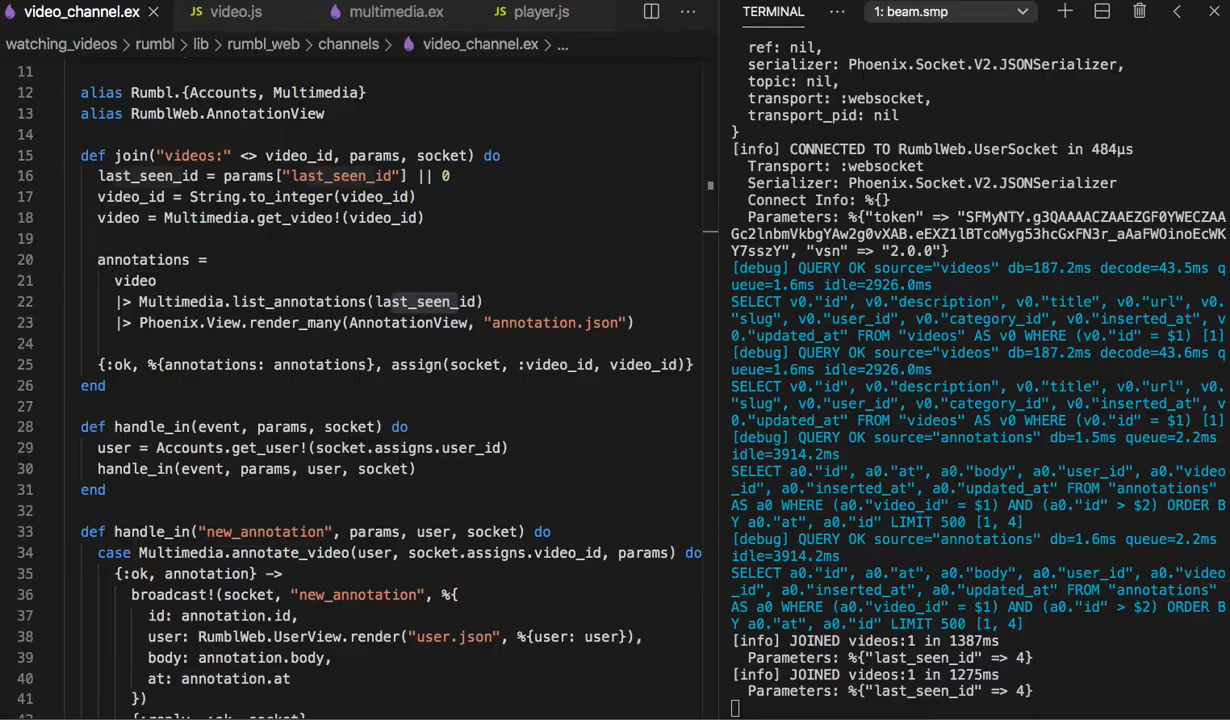 video_channel.ex
video.js
multimedia.ex
player.js
watching_videos > rumbl > lib > rumbl_web > channels > video_channel.ex > ...
11
12 alias Rumbl.{Accounts, Multimedia}
13 alias RumblWeb.AnnotationView
14
15 def join("videos:" <> video_id, params, socket) do
16 last_seen_id = params["last_seen_id"] || 0
17 video_id = String.to_integer(video_id)
18 video = Multimedia.get_video!(video_id)
19
20 annotations =
21 video
22 |> Multimedia.list_annotations(last_seen_id)
23 |> Phoenix.View.render_many(AnnotationView, "annotation.json")
24
25 {:ok, %{annotations: annotations}, assign(socket, :video_id, video_id)}
26 end
27
28 def handle_in(event, params, socket) do
29 user = Accounts.get_user!(socket.assigns.user_id)
30 handle_in(event, params, user, socket)
31 end
32
33 def handle_in("new_annotation", params, user, socket) do
34 case Multimedia.annotate_video(user, socket.assigns.video_id, params) do
35 {:ok, annotation} ->
36 broadcast!(socket, "new_annotation", %{
37 id: annotation.id,
38 user: RumblWeb.UserView.render("user.json", %{user: user}),
39 body: annotation.body,
40 at: annotation.at
41 })
TERMINAL ... 1: beam.smp
ref: nil,
serializer: Phoenix.Socket.V2.JSONSerializer,
topic: nil,
transport: :websocket,
transport_pid: nil
}
[info] CONNECTED TO RumblWeb.UserSocket in 484µs
Transport: :websocket
Serializer: Phoenix.Socket.V2.JSONSerializer
Connect Info: %{}
Parameters: %{"token" => "SFMyNTY.g3QAAAACZAAEZGF0YWECZAA
Gc2lnbmVkbgYAw2g0vXAB.eEXZ1lBTcoMyg53hcGxFN3r_aAaFWOinoEcWK
Y7sszY", "vsn" => "2.0.0"}
[debug] QUERY OK source="videos" db=187.2ms decode=43.5ms q
ueue=1.6ms idle=2926.0ms
SELECT v0."id", v0."description", v0."title", v0."url", v0.
"slug", v0."user_id", v0."category_id", v0."inserted_at", v
0."updated_at" FROM "videos" AS v0 WHERE (v0."id" = $1) [1]
[debug] QUERY OK source="videos" db=187.2ms decode=43.6ms q
ueue=1.6ms idle=2926.0ms
SELECT v0."id", v0."description", v0."title", v0."url", v0.
"slug", v0."user_id", v0."category_id", v0."inserted_at", v
0."updated_at" FROM "videos" AS v0 WHERE (v0."id" = $1) [1]
[debug] QUERY OK source="annotations" db=1.5ms queue=2.2ms
idle=3914.2ms
SELECT a0."id", a0."at", a0."body", a0."user_id", a0."video
_id", a0."inserted_at", a0."updated_at" FROM "annotations"
AS a0 WHERE (a0."video_id" = $1) AND (a0."id" > $2) ORDER B
Y a0."at", a0."id" LIMIT 500 [1, 4]
[debug] QUERY OK source="annotations" db=1.6ms queue=2.2ms
idle=3914.2ms
SELECT a0."id", a0."at", a0."body", a0."user_id", a0."video
_id", a0."inserted_at", a0."updated_at" FROM "annotations"
AS a0 WHERE (a0."video_id" = $1) AND (a0."id" > $2) ORDER B
Y a0."at", a0."id" LIMIT 500 [1, 4]
[info] JOINED videos:1 in 1387ms
Parameters: %{"last_seen_id" => 4}
[info] JOINED videos:1 in 1275ms
Parameters: %{"last_seen_id" => 4}